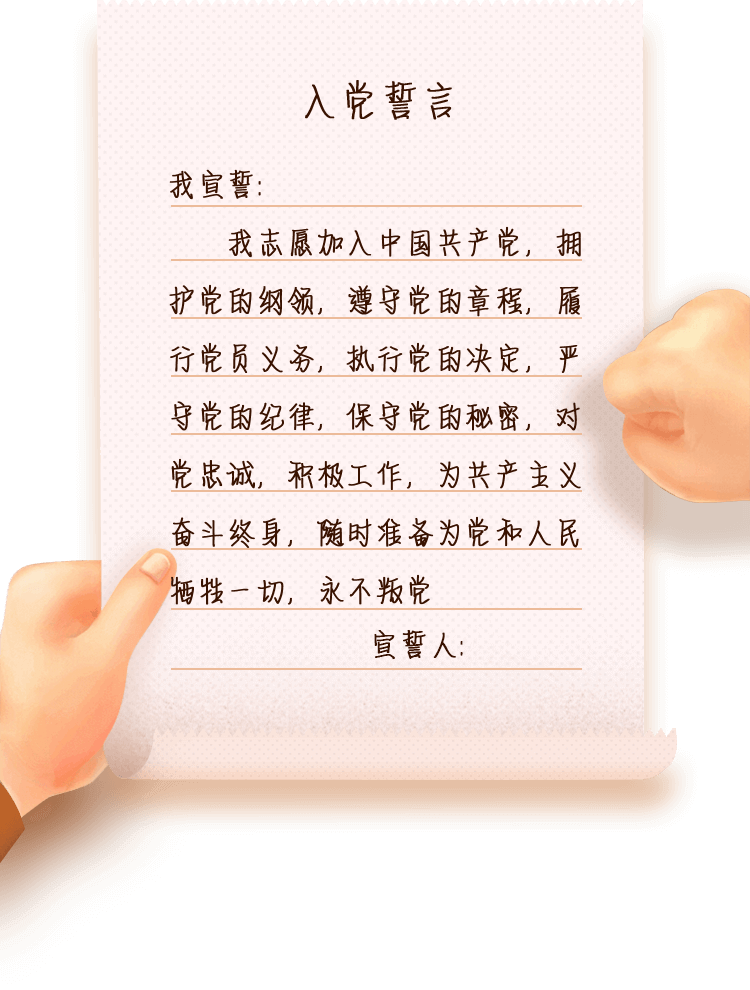 入党誓言
我宣誓:
我志愿加入中国共产党，拥
护党的纲领，遵守党的章程，履
行党员义务，执行党的决定，严
守党的纪律，保守党的秘密，对
党忠诚，积极工作，为共产主义
奋斗终身，随时准备为党和人民
牺牲一切，永不叛党
宣誓人: